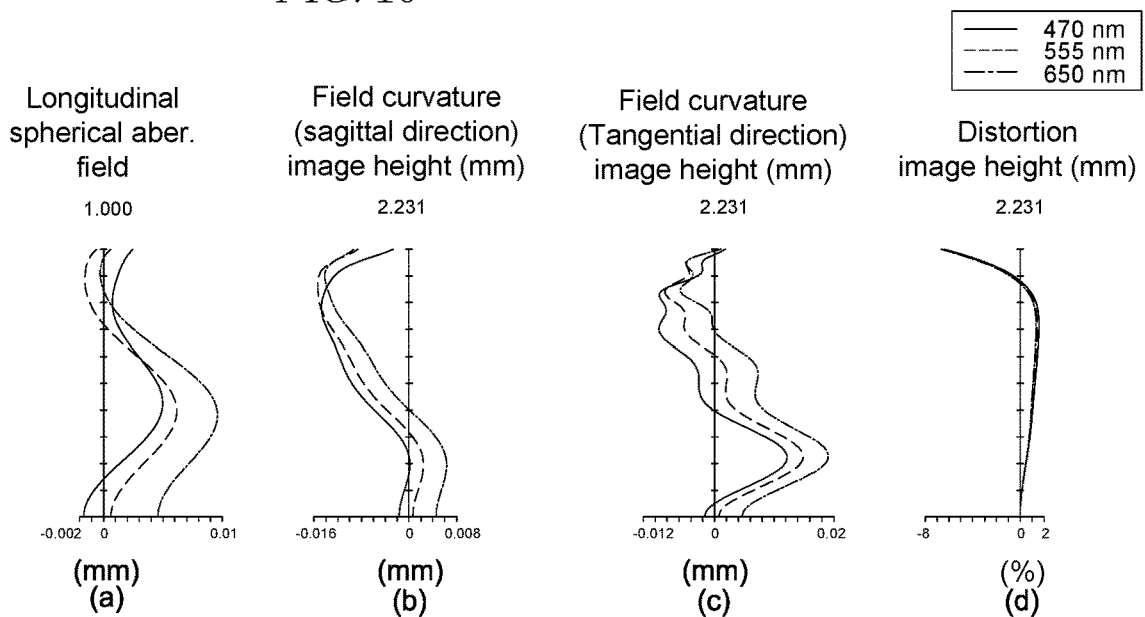 FIG. 10
470 nm
555 nm
650 nm
Longitudinal
spherical aber.
field
1.000
-0.002 0 0.01
(mm)
(a)
Field curvature
(sagittal direction)
image height (mm)
2.231
-0.016 0 0.008
(mm)
(b)
Field curvature
(Tangential direction)
image height (mm)
2.231
-0.012 0 0.02
(mm)
(c)
Distortion
image height (mm)
2.231
-8 0 2
(%)
(d)